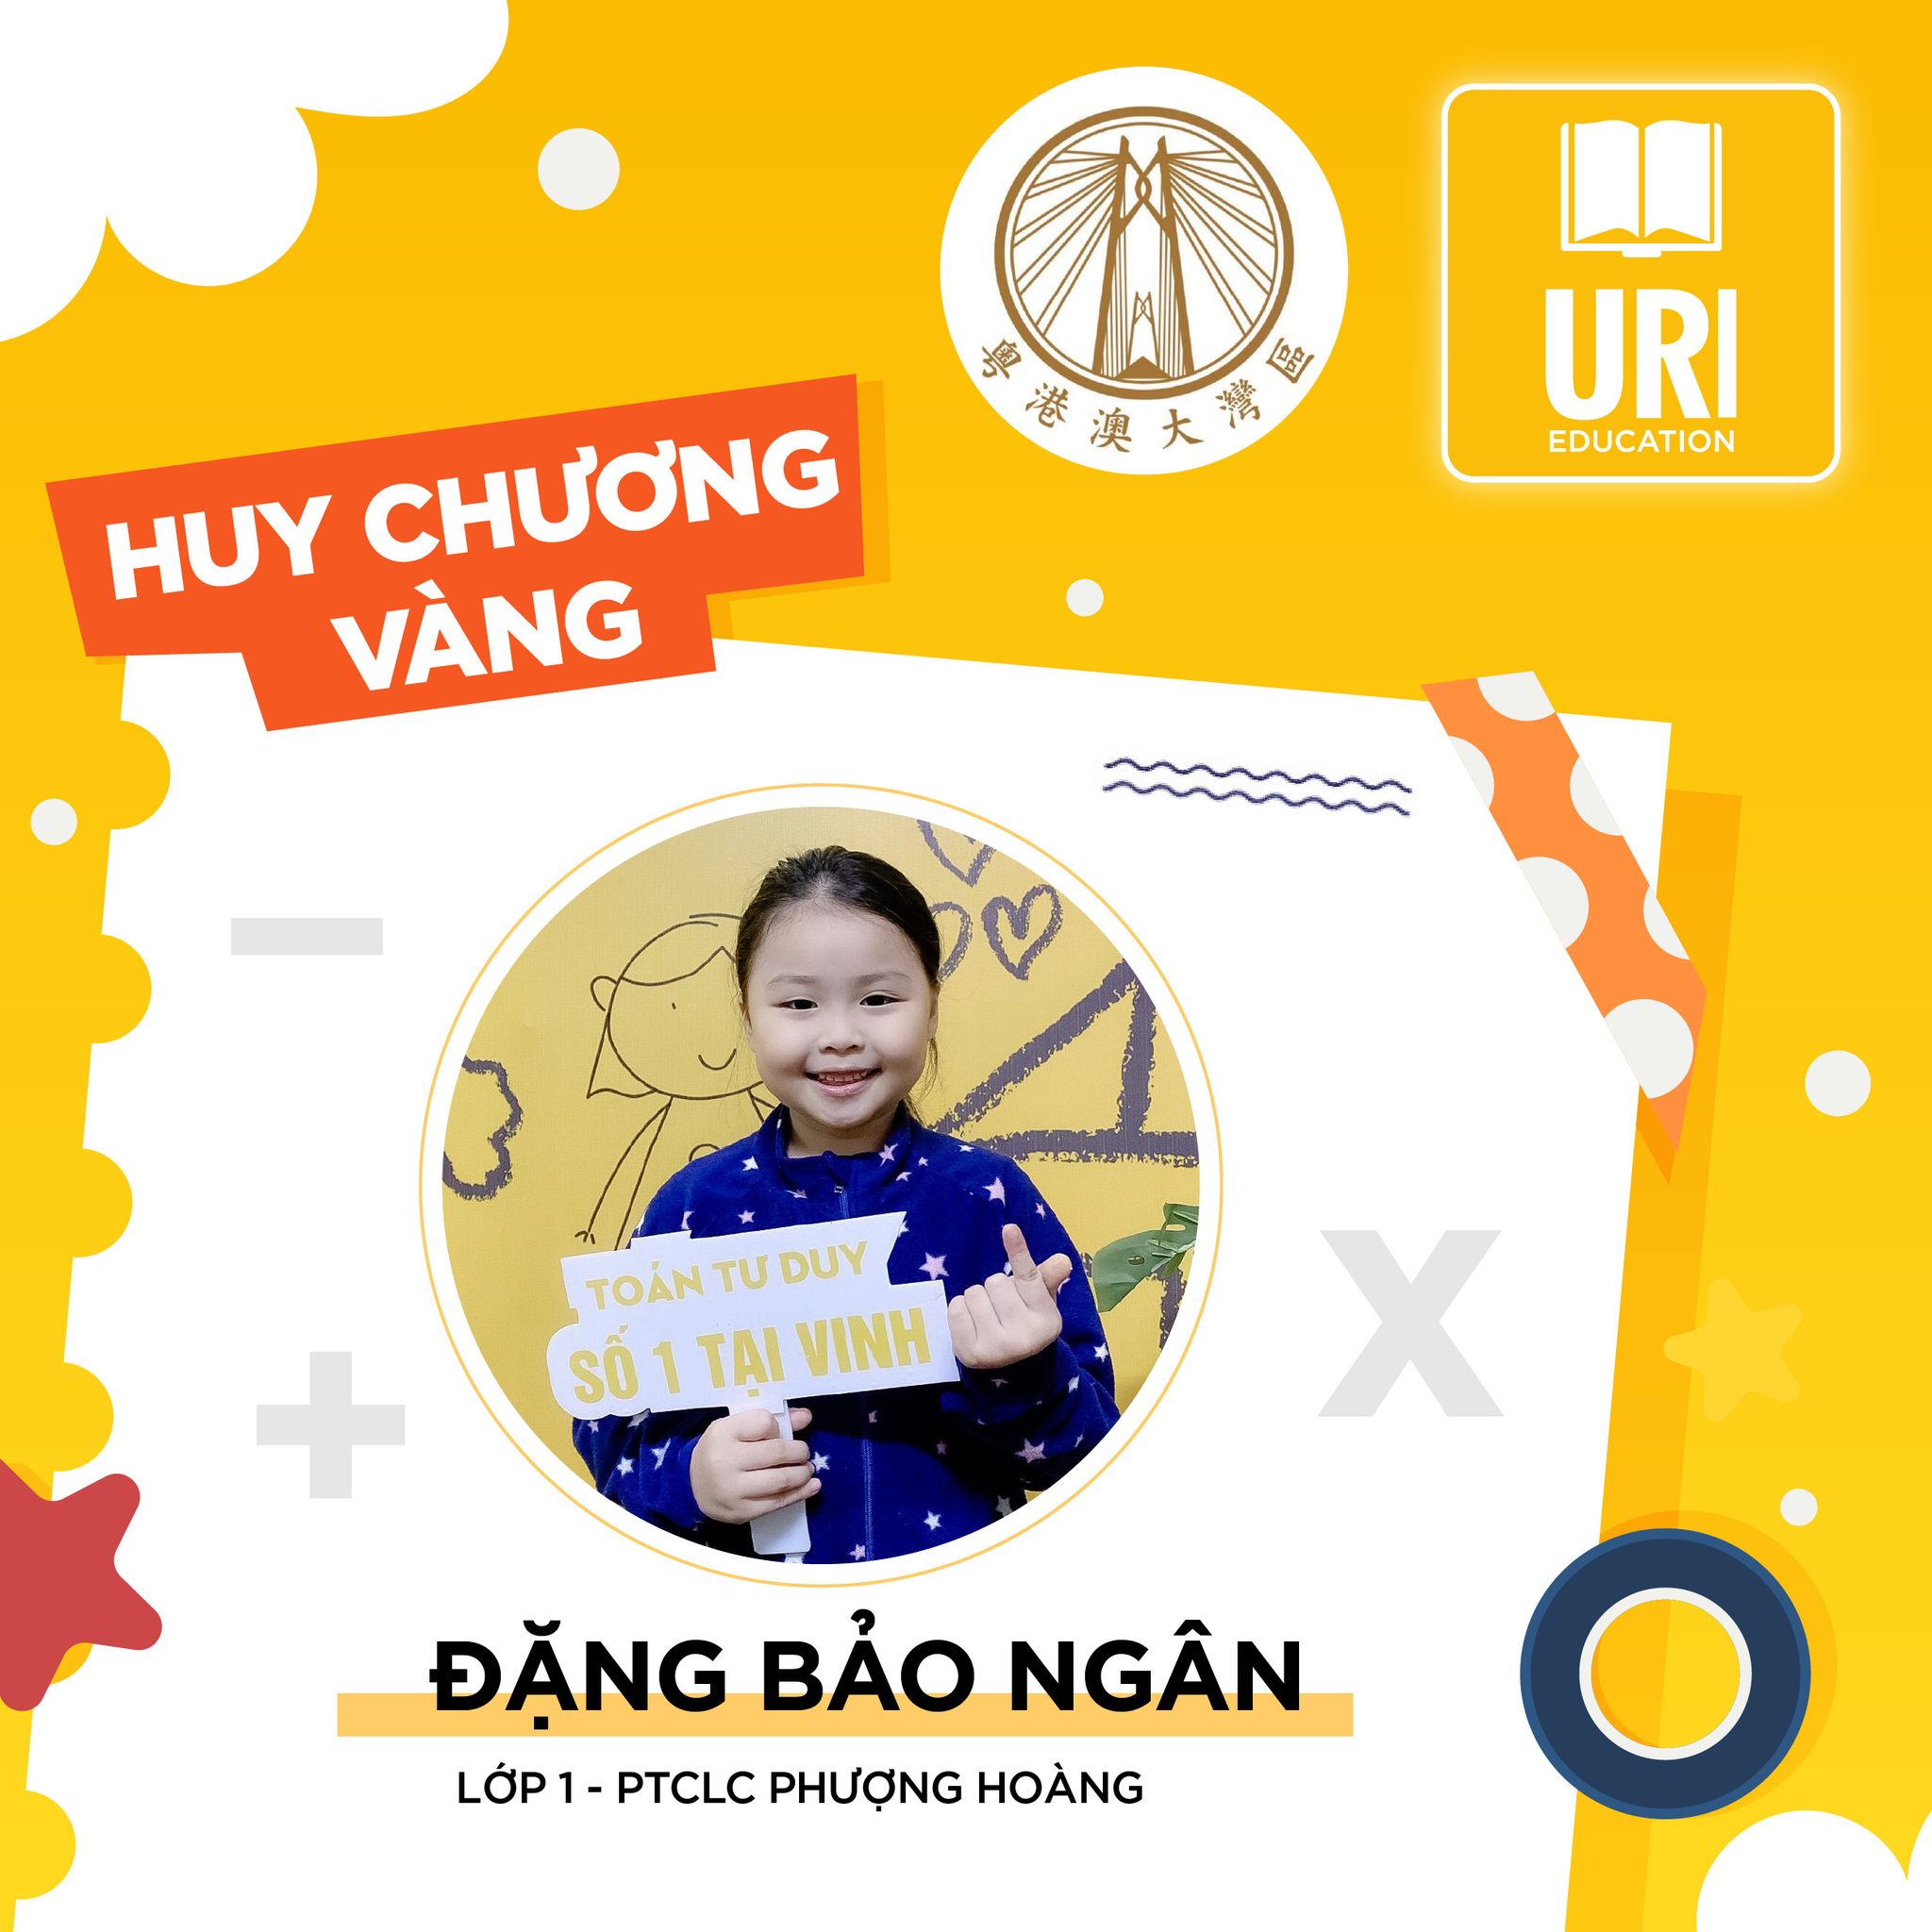 粤港澳大灣區
URI
EDUCATION
HUY CHƯƠNG
VÀNG
TOÁN TƯ DUY
SỐ 1 TẠI VINH
ĐẶNG BẢO NGÂN
LỚP 1 - PTCLC PHƯỢNG HOÀNG